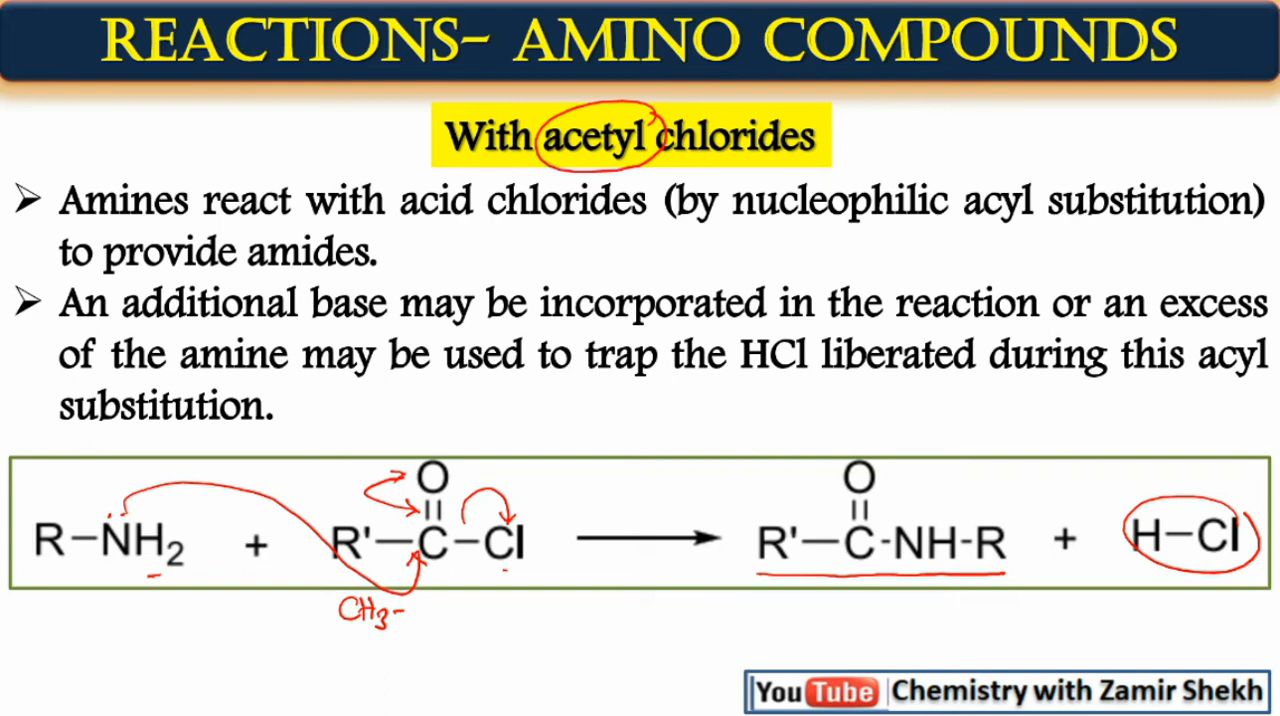 REACTIONS- AMINO COMPOUNDS
With acetyl chlorides
➢ Amines react with acid chlorides (by nucleophilic acyl substitution)
to provide amides.
➢ An additional base may be incorporated in the reaction or an excess
of the amine may be used to trap the HCl liberated during this acyl
substitution.
O O
R–NH2 + R'–C–Cl → R'–C-NH-R + H–Cl
CH3-
YouTube Chemistry with Zamir Shekh